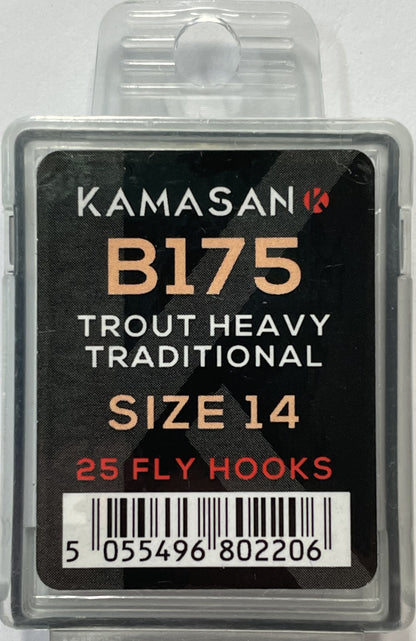 KAMASAN
B175
TROUT HEAVY
TRADITIONAL
SIZE 14
25 FLY HOOKS
5 055496 802206